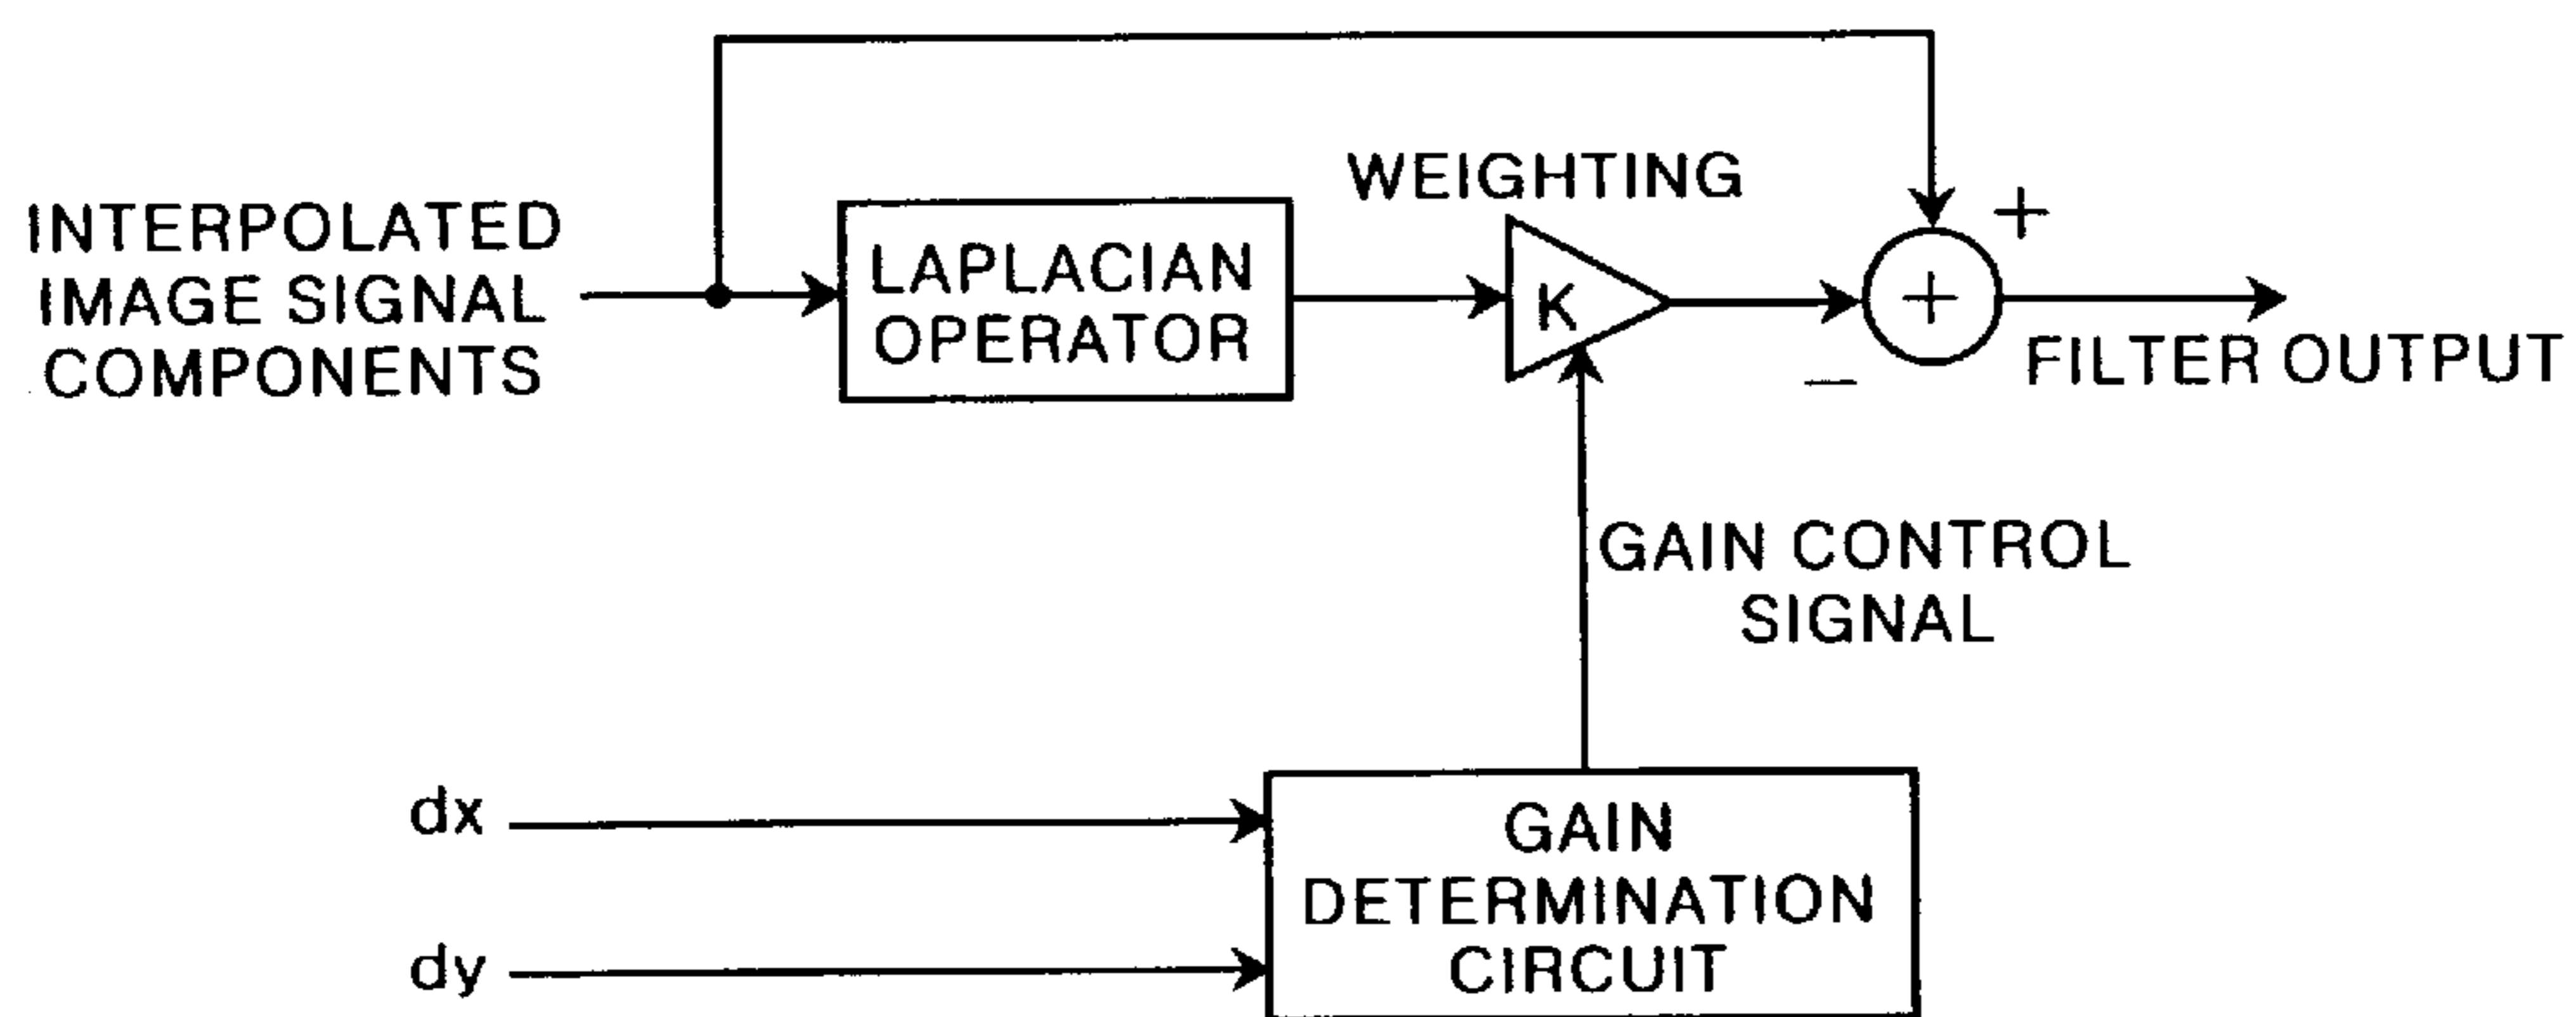 INTERPOLATED
IMAGE SIGNAL
COMPONENTS
LAPLACIAN
OPERATOR
WEIGHTING
K
+
+
−
FILTER OUTPUT
GAIN CONTROL
SIGNAL
dx
dy
GAIN
DETERMINATION
CIRCUIT